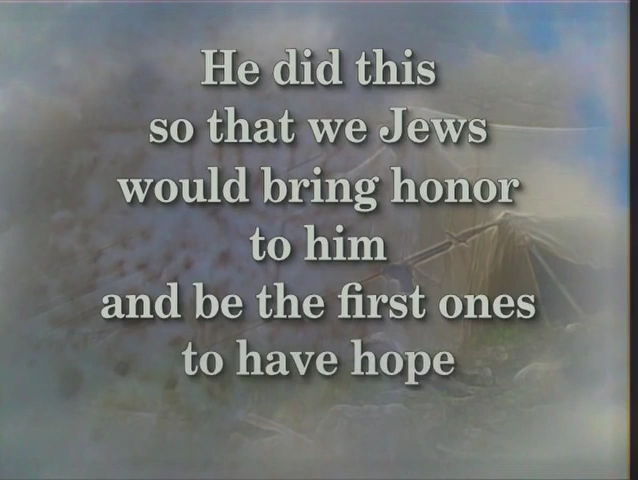 He did this
so that we Jews
would bring honor
to him
and be the first ones
to have hope